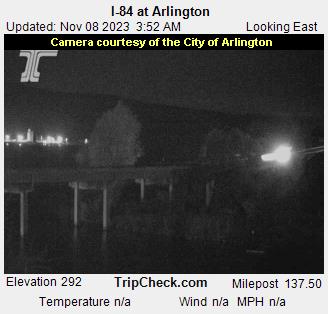 I-84 at Arlington
Updated: Nov 08 2023 3:52 AM Looking East
Camera courtesy of the City of Arlington
Elevation 292 TripCheck.com Milepost 137.50
Temperature n/a Wind n/a MPH n/a